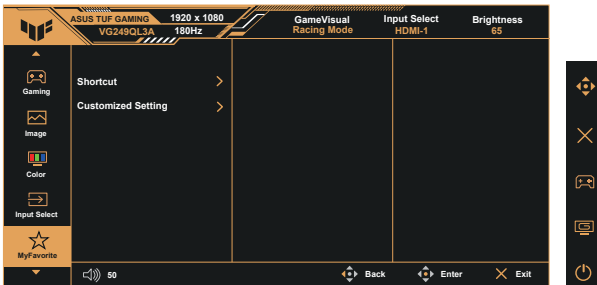 ASUS TUF GAMING 1920 x 1080
VG249QL3A 180Hz
GameVisual
Racing Mode
Input Select
HDMI-1
Brightness
65
Gaming
Image
Color
Input Select
MyFavorite
Shortcut
Customized Setting
50
Back
Enter
Exit